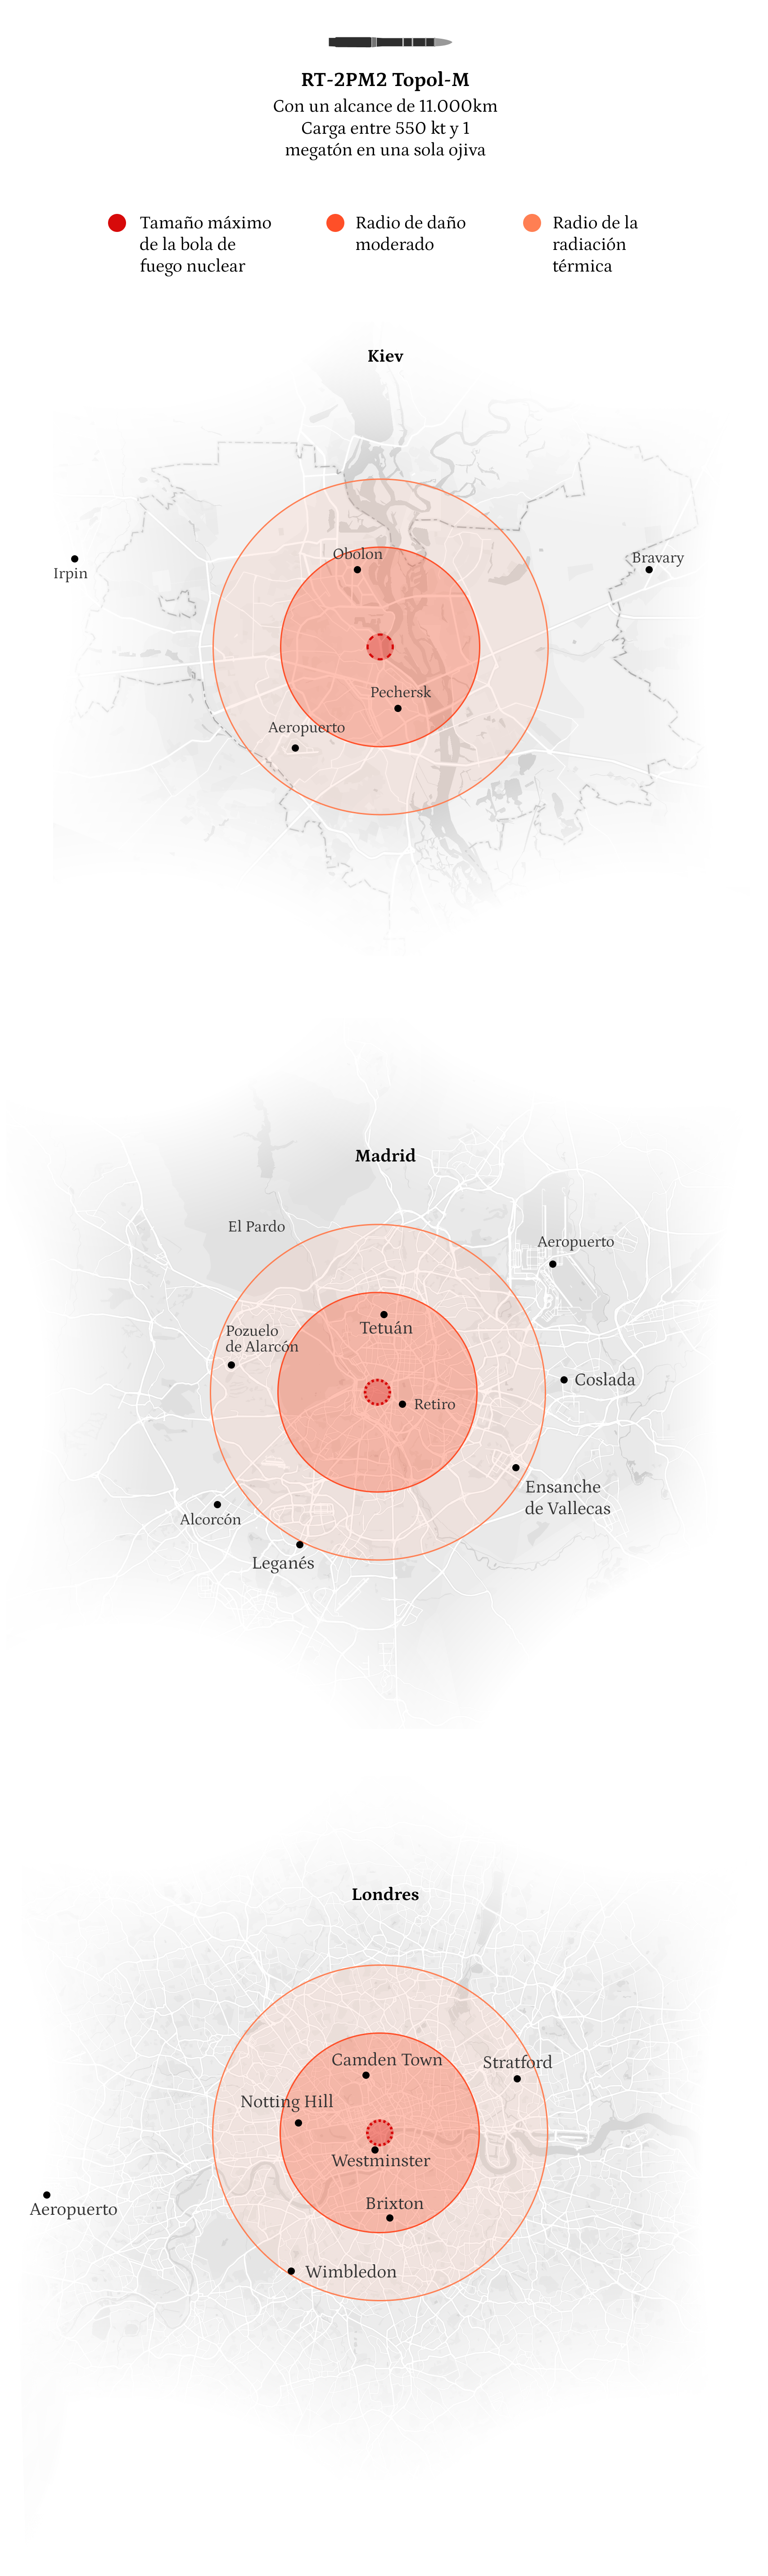 RT-2PM2 Topol-M
Con un alcance de 11.000km
Carga entre 550 kt y 1
megatón en una sola ojiva
Tamaño máximo
de la bola de
fuego nuclear
Radio de daño
moderado
Radio de la
radiación
térmica
Kiev
Obolon
Irpin
Bravary
Pechersk
Aeropuerto
Madrid
El Pardo
Aeropuerto
Pozuelo
de Alarcón
Tetuán
Coslada
Retiro
Ensanche
de Vallecas
Alcorcón
Leganés
Londres
Camden Town
Stratford
Notting Hill
Westminster
Aeropuerto
Brixton
Wimbledon